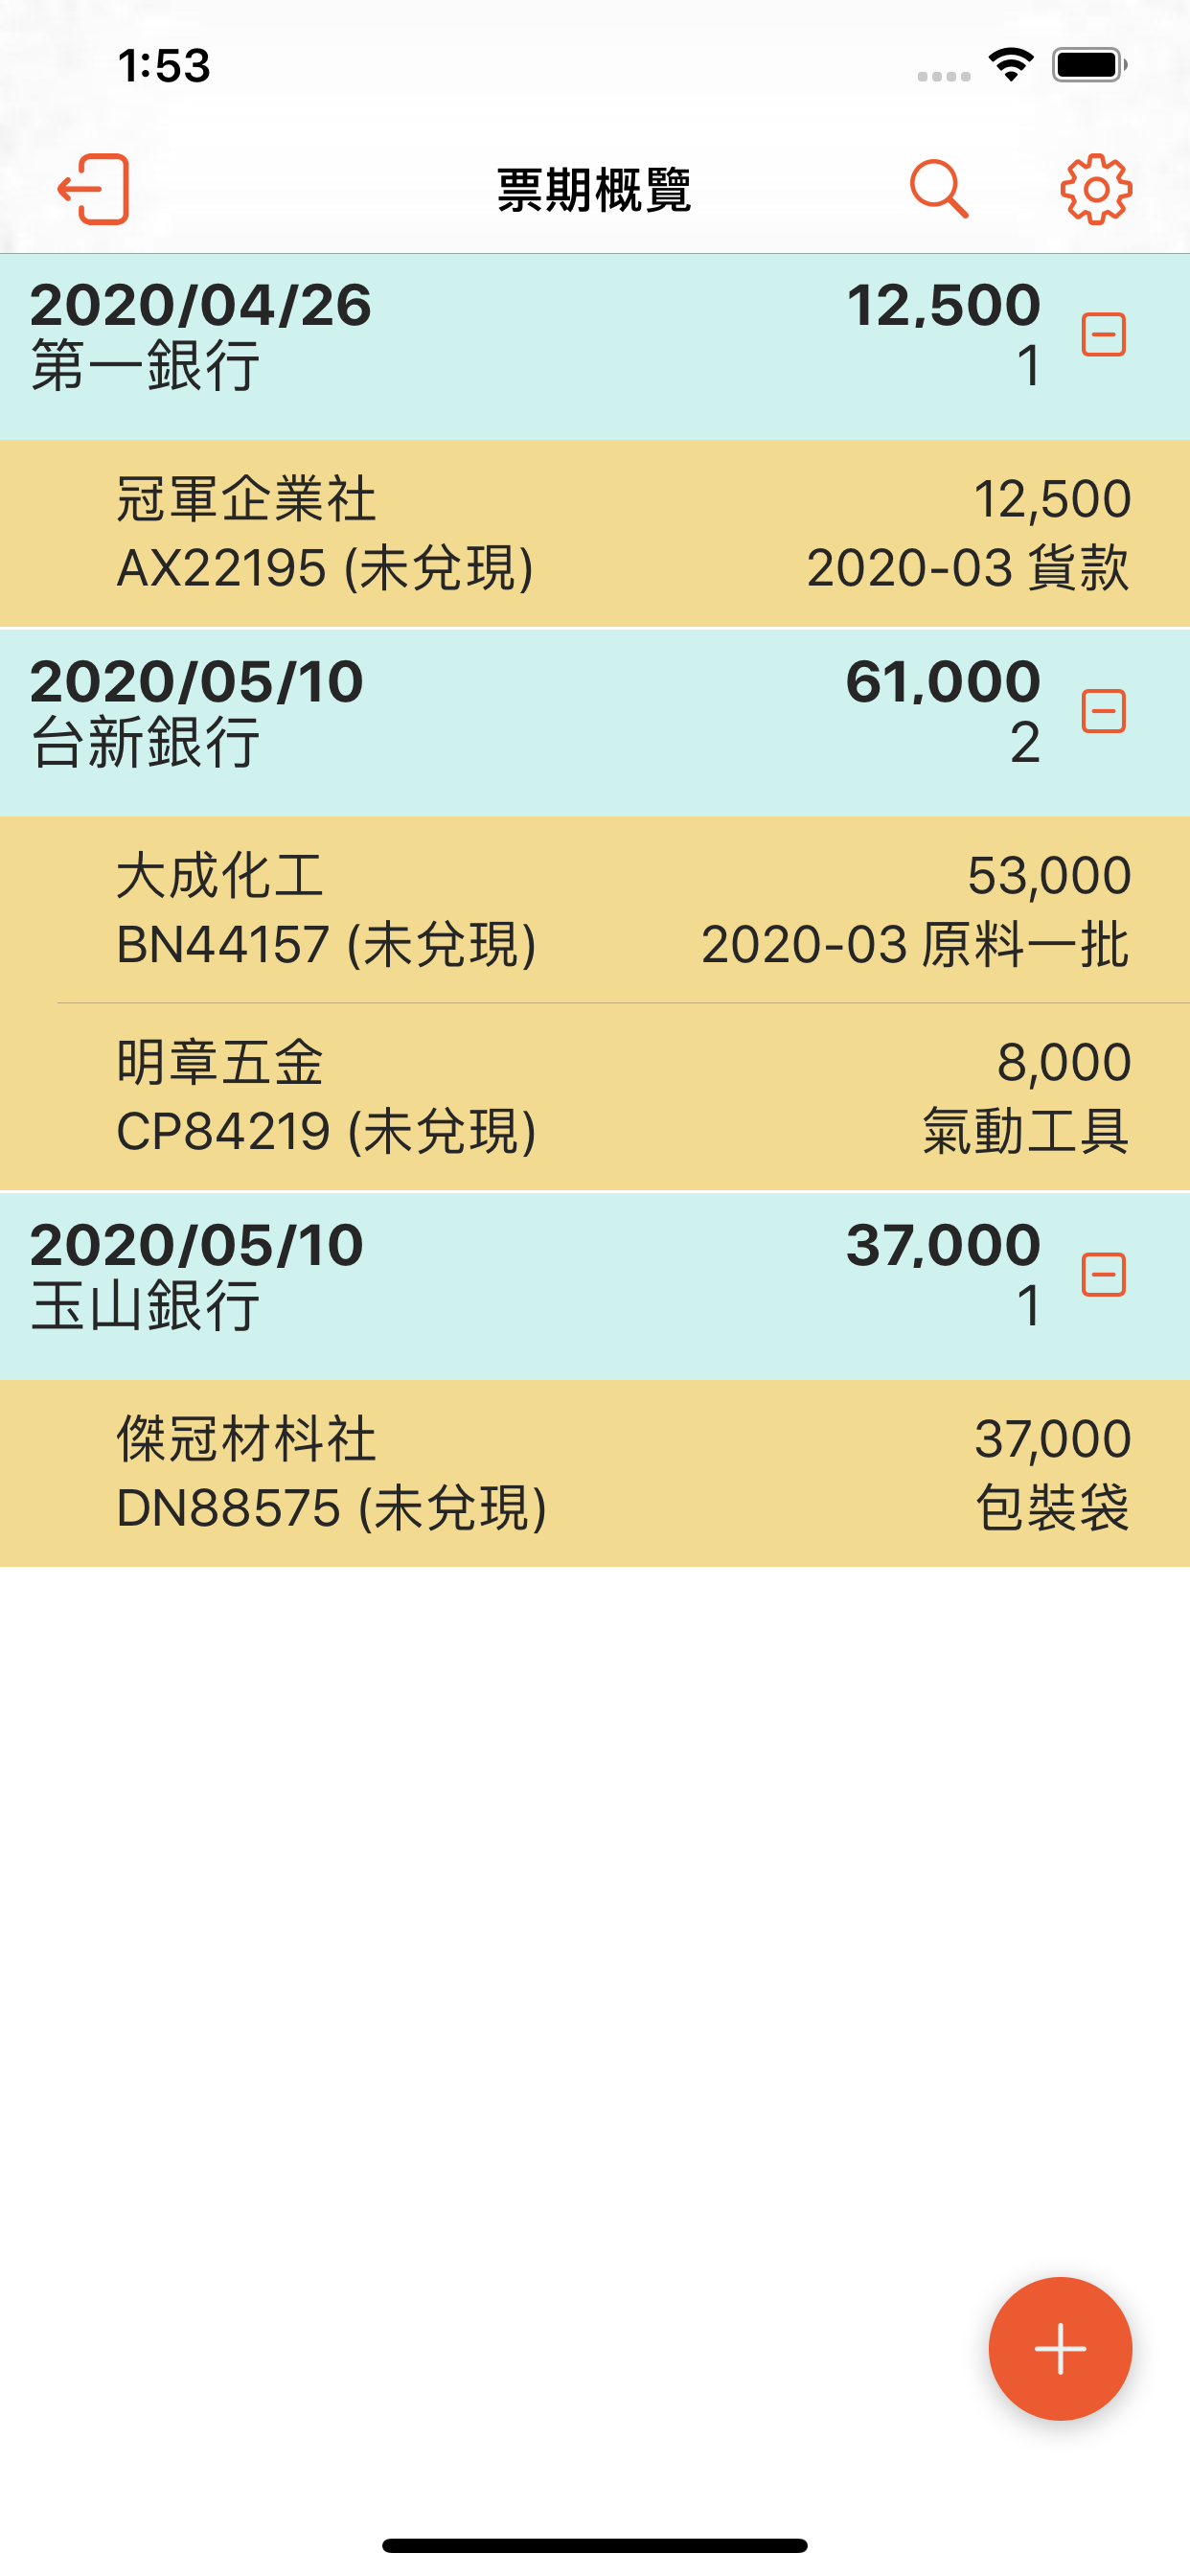 1:53
票期概覽
2020/04/26 12,500
第一銀行 1
冠軍企業社 12,500
AX22195 (未兌現) 2020-03 貨款
2020/05/10 61,000
台新銀行 2
大成化工 53,000
BN44157 (未兌現) 2020-03 原料一批
明章五金 8,000
CP84219 (未兌現) 氣動工具
2020/05/10 37,000
玉山銀行 1
傑冠材料社 37,000
DN88575 (未兌現) 包裝袋